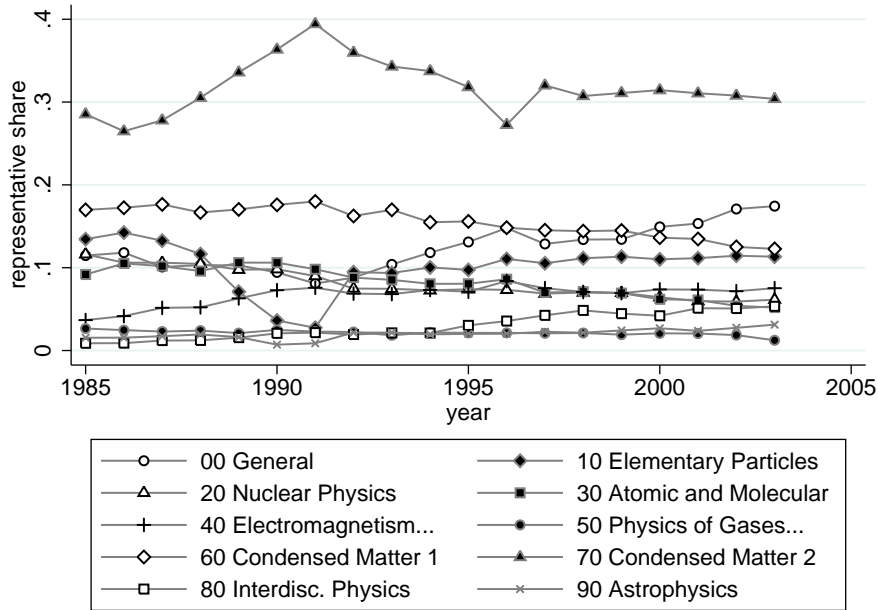 .4
.3
.2
.1
0
representative share
1985 1990 1995 2000 2005
year
00 General 10 Elementary Particles
20 Nuclear Physics 30 Atomic and Molecular
40 Electromagnetism... 50 Physics of Gases...
60 Condensed Matter 1 70 Condensed Matter 2
80 Interdisc. Physics 90 Astrophysics